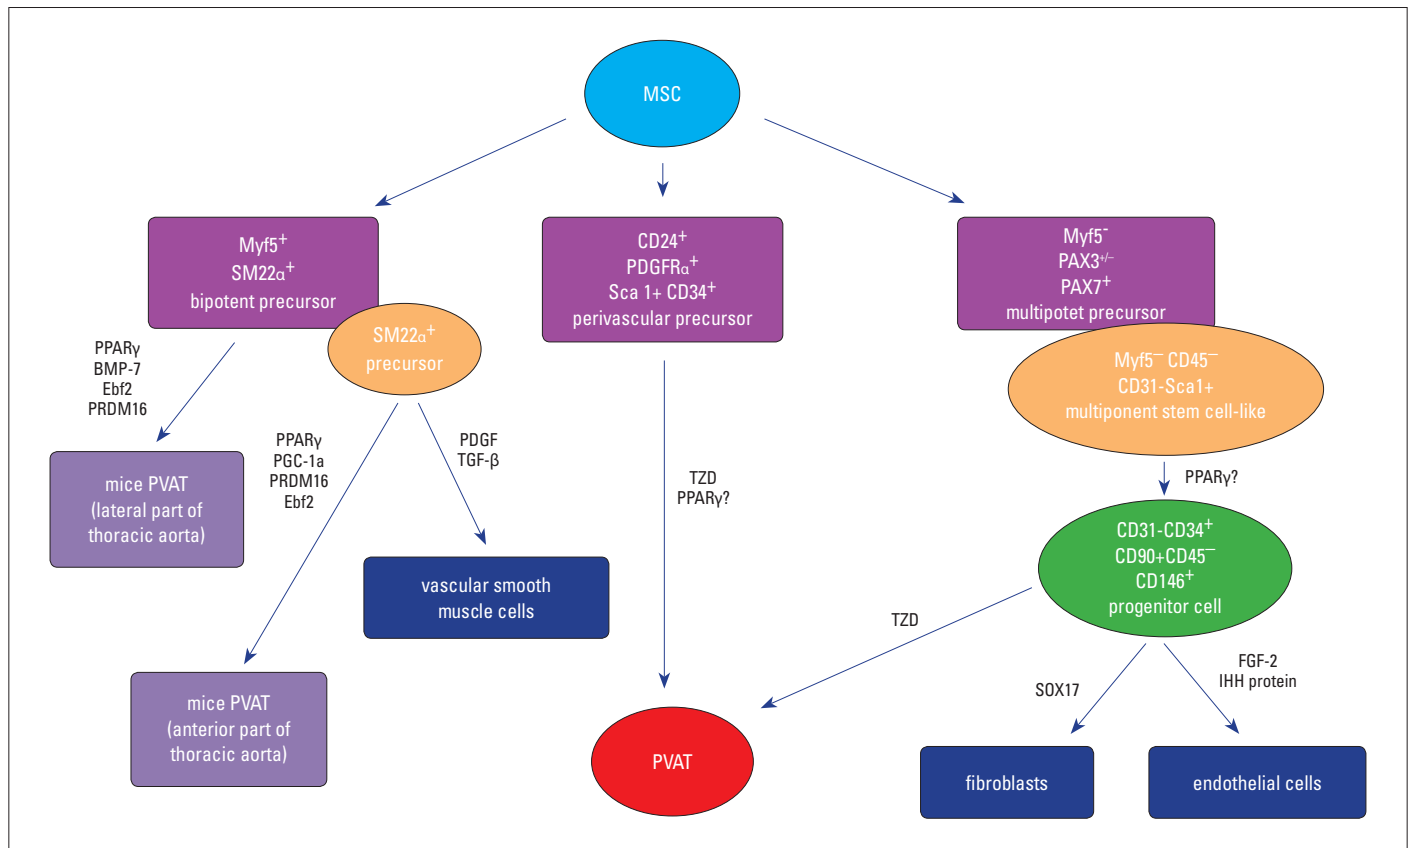 MSC
Myf5⁺
SM22α⁺
bipotent precursor
CD24⁺
PDGFRα⁺
Sca 1+ CD34⁺
perivascular precursor
Myf5⁻
PAX3⁺/⁻
PAX7⁺
multipotet precursor
SM22α⁺
precursor
Myf5⁻ CD45⁻
CD31-Sca1+
multiponent stem cell-like
PPARγ
BMP-7
Ebf2
PRDM16
PPARγ
PGC-1a
PRDM16
Ebf2
PDGF
TGF-β
TZD
PPARγ?
PPARγ?
mice PVAT
(lateral part of
thoracic aorta)
CD31-CD34⁺
CD90+CD45⁻
CD146⁺
progenitor cell
vascular smooth
muscle cells
TZD
SOX17
FGF-2
IHH protein
mice PVAT
(anterior part of
thoracic aorta)
PVAT
fibroblasts
endothelial cells